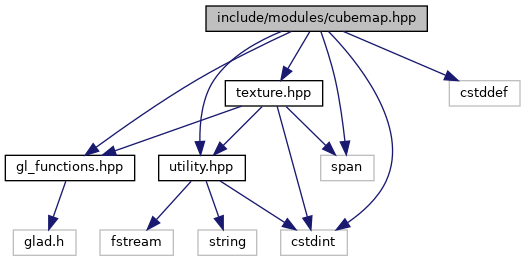 include/modules/cubemap.hpp
texture.hpp
cstddef
gl_functions.hpp
utility.hpp
span
glad.h
fstream
string
cstdint